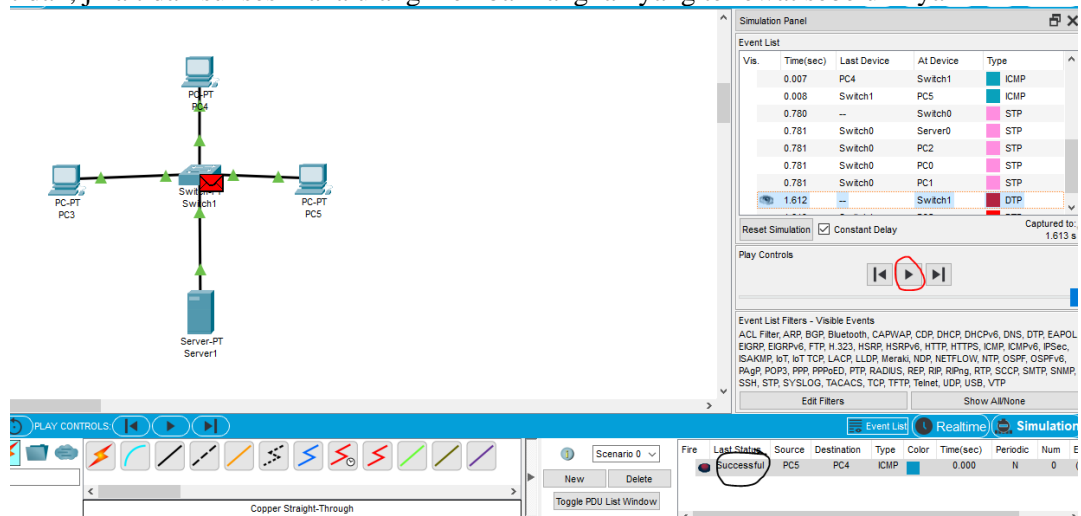 Simulation Panel
Event List
Vis. Time(sec) Last Device At Device Type
0.007 PC4 Switch1 ICMP
0.008 Switch1 PC5 ICMP
0.780 -- Switch0 STP
0.781 Switch0 Server0 STP
0.781 Switch0 PC2 STP
0.781 Switch0 PC0 STP
0.781 Switch0 PC1 STP
1.612 -- Switch1 DTP
Reset Simulation Constant Delay
Captured to:
1.613 s
Play Controls
Event List Filters - Visible Events
ACL Filter, ARP, BGP, Bluetooth, CAPWAP, CDP, DHCP, DHCPv6, DNS, DTP, EAPOL
EIGRP, EIGRPv6, FTP, H.323, HSRP, HSRPv6, HTTP, HTTPS, ICMP, ICMPv6, IPSec,
ISAKMP, IoT, IoT TCP, LACP, LLDP, Meraki, NDP, NETFLOW, NTP, OSPF, OSPFv6,
PAgP, POP3, PPP, PPPoED, PTP, RADIUS, REP, RIP, RIPng, RTP, SCCP, SMTP, SNMP,
SSH, STP, SYSLOG, TACACS, TCP, TFTP, Telnet, UDP, USB, VTP
Edit Filters Show All/None
PC-PT
PC4
PC-PT
PC3
Switch1
PC-PT
PC5
Server-PT
Server1
PLAY CONTROLS:
Event List Realtime Simulation
Scenario 0
New Delete
Toggle PDU List Window
Fire Last Status Source Destination Type Color Time(sec) Periodic Num
Successful PC5 PC4 ICMP 0.000 N 0
Copper Straight-Through